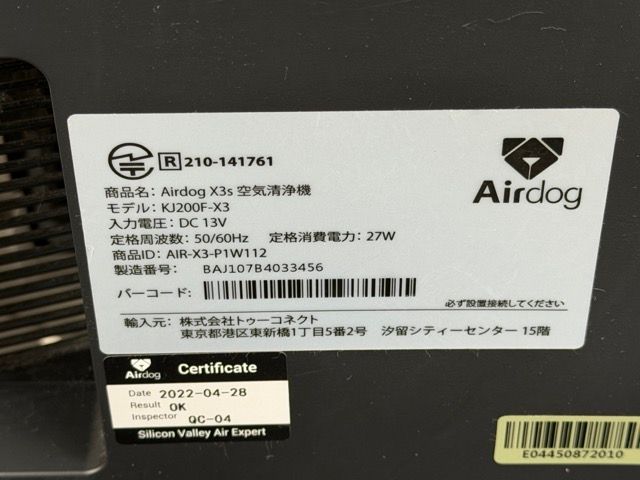 R 210-141761
Airdog
商品名: Airdog X3s 空気清浄機
モデル: KJ200F-X3
入力電圧: DC 13V
定格周波数: 50/60Hz 定格消費電力: 27W
商品ID: AIR-X3-P1W112
製造番号: BAJ107B4033456
バーコード:
必ず設置接続してください
輸入元: 株式会社トゥーコネクト
東京都港区東新橋1丁目5番2号 汐留シティーセンター 15階
Airdog Certificate
Date 2022-04-28
Result OK
Inspector QC-04
Silicon Valley Air Expert
E04450872010